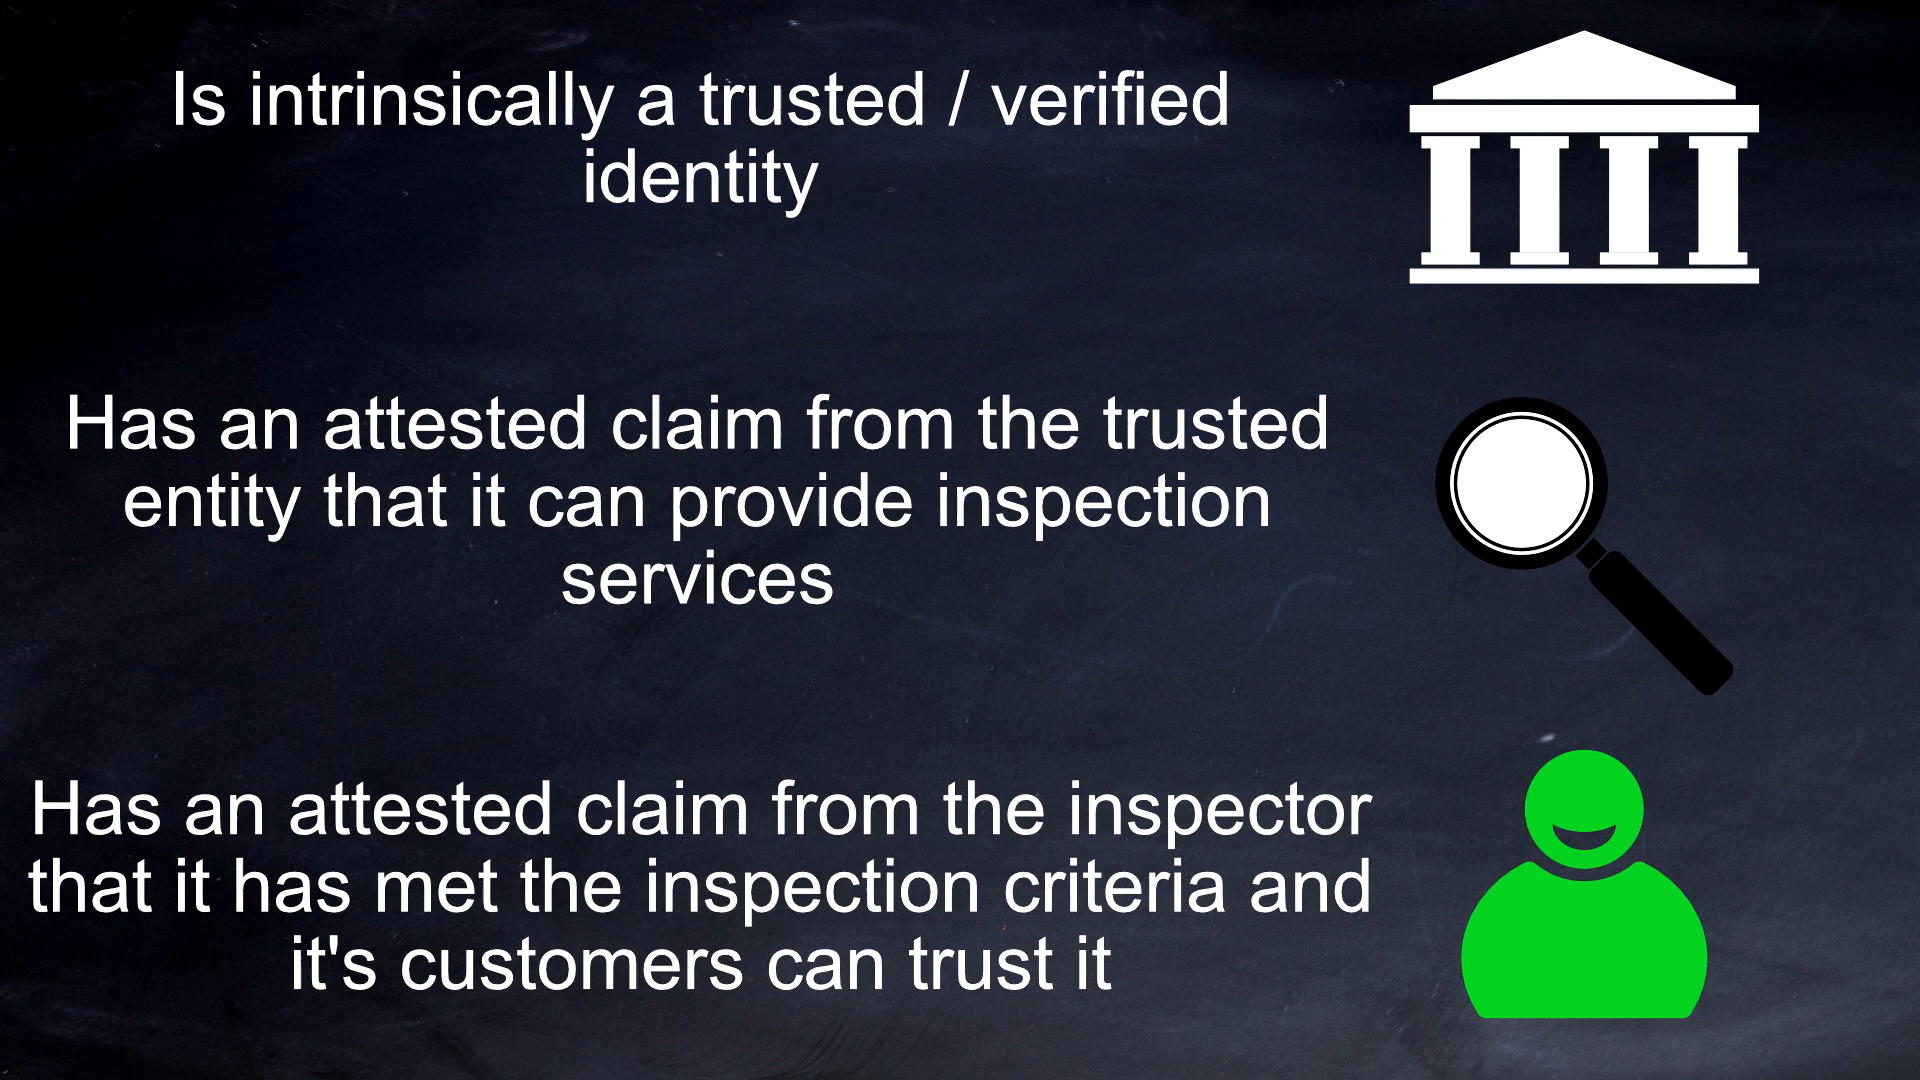 Is intrinsically a trusted / verified
identity
Has an attested claim from the trusted
entity that it can provide inspection
services
Has an attested claim from the inspector
that it has met the inspection criteria and
it's customers can trust it